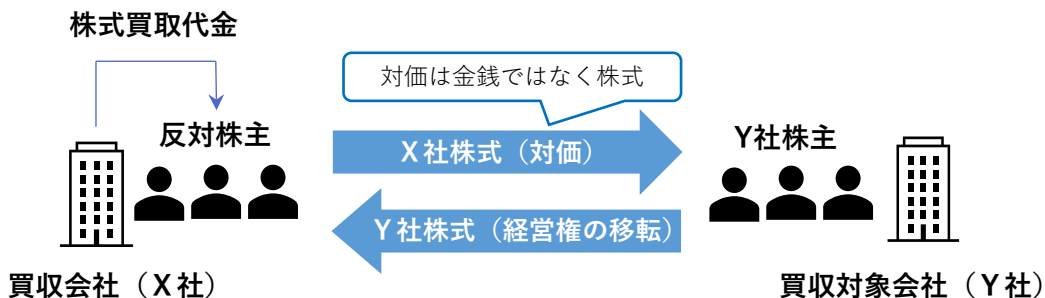 株式買取代金
対価は金銭ではなく株式
反対株主
Ｘ社株式（対価）
Y社株主
Ｙ社株式（経営権の移転）
買収会社（Ｘ社）
買収対象会社（Ｙ社）